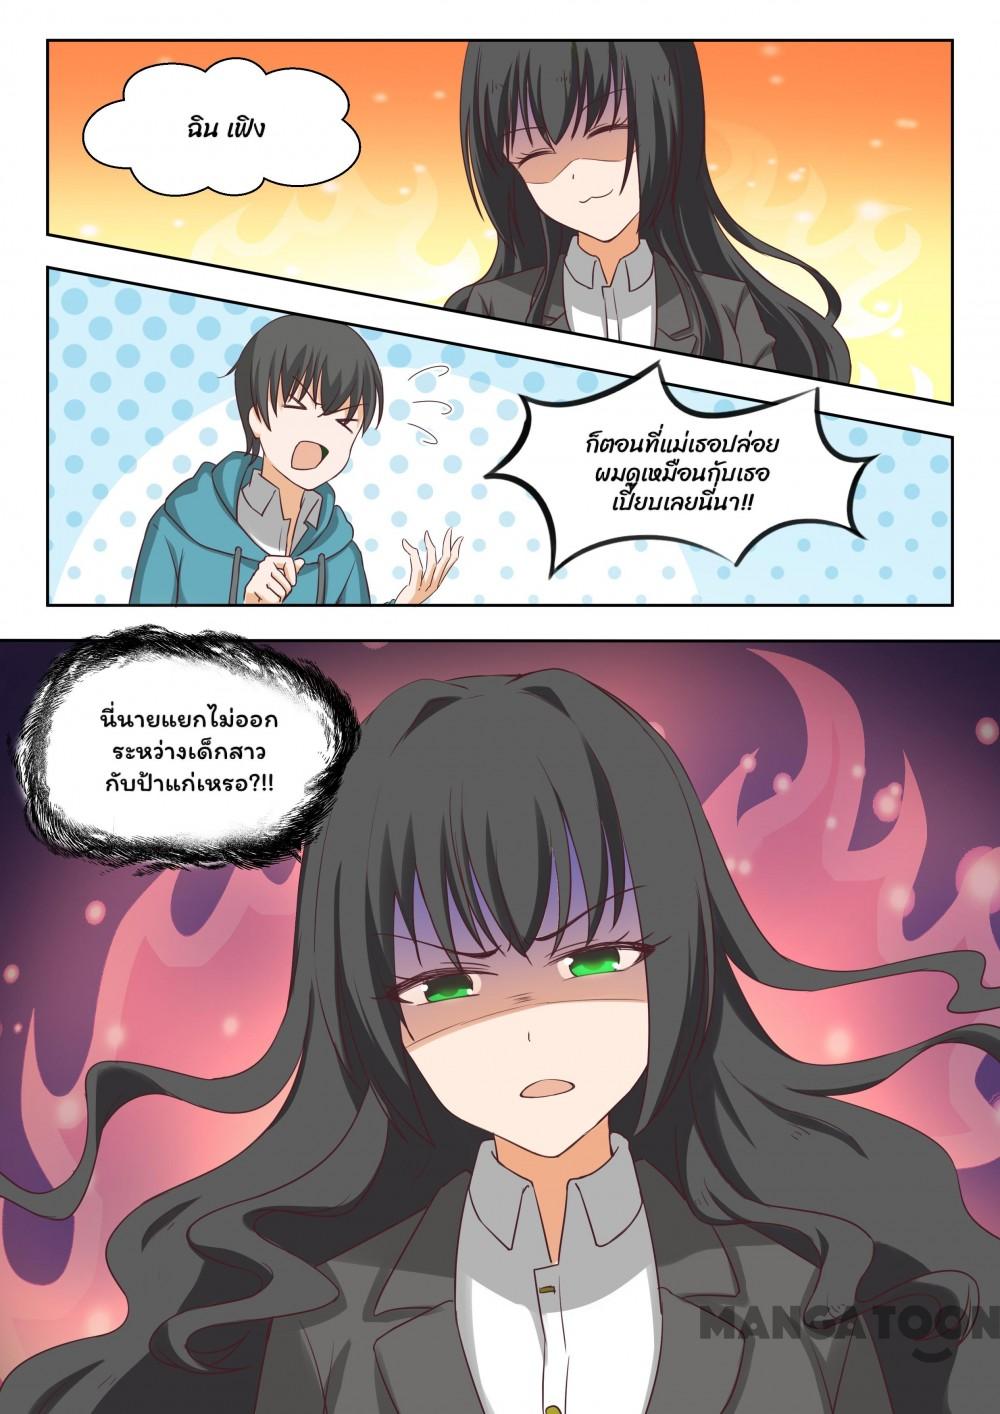 ฉิน เฟิง
ก็ตอนที่แม่เธอปล่อย
ผมดูเหมือนกับเธอ
เปี๊ยบเลยนี่นา!!
นี่นายแยกไม่ออก
ระหว่างเด็กสาว
กับป้าแก่เหรอ?!!
MANGATOON